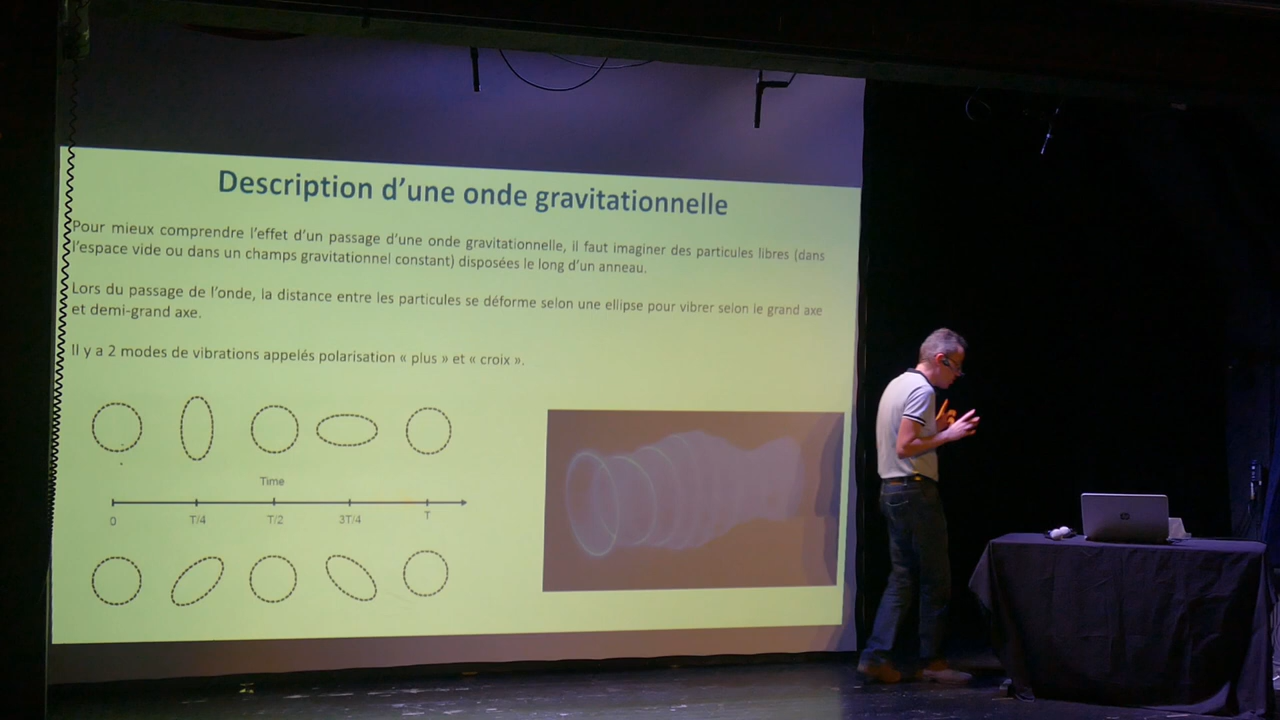 Description d'une onde gravitationnelle
Pour mieux comprendre l'effet d'un passage d'une onde gravitationnelle, il faut imaginer des particules libres (dans
l'espace vide ou dans un champs gravitationnel constant) disposées le long d'un anneau.
Lors du passage de l'onde, la distance entre les particules se déforme selon une ellipse pour vibrer selon le grand axe
et demi-grand axe.
Il y a 2 modes de vibrations appelés polarisation « plus » et « croix ».
Time
0 T/4 T/2 3T/4 T
hp